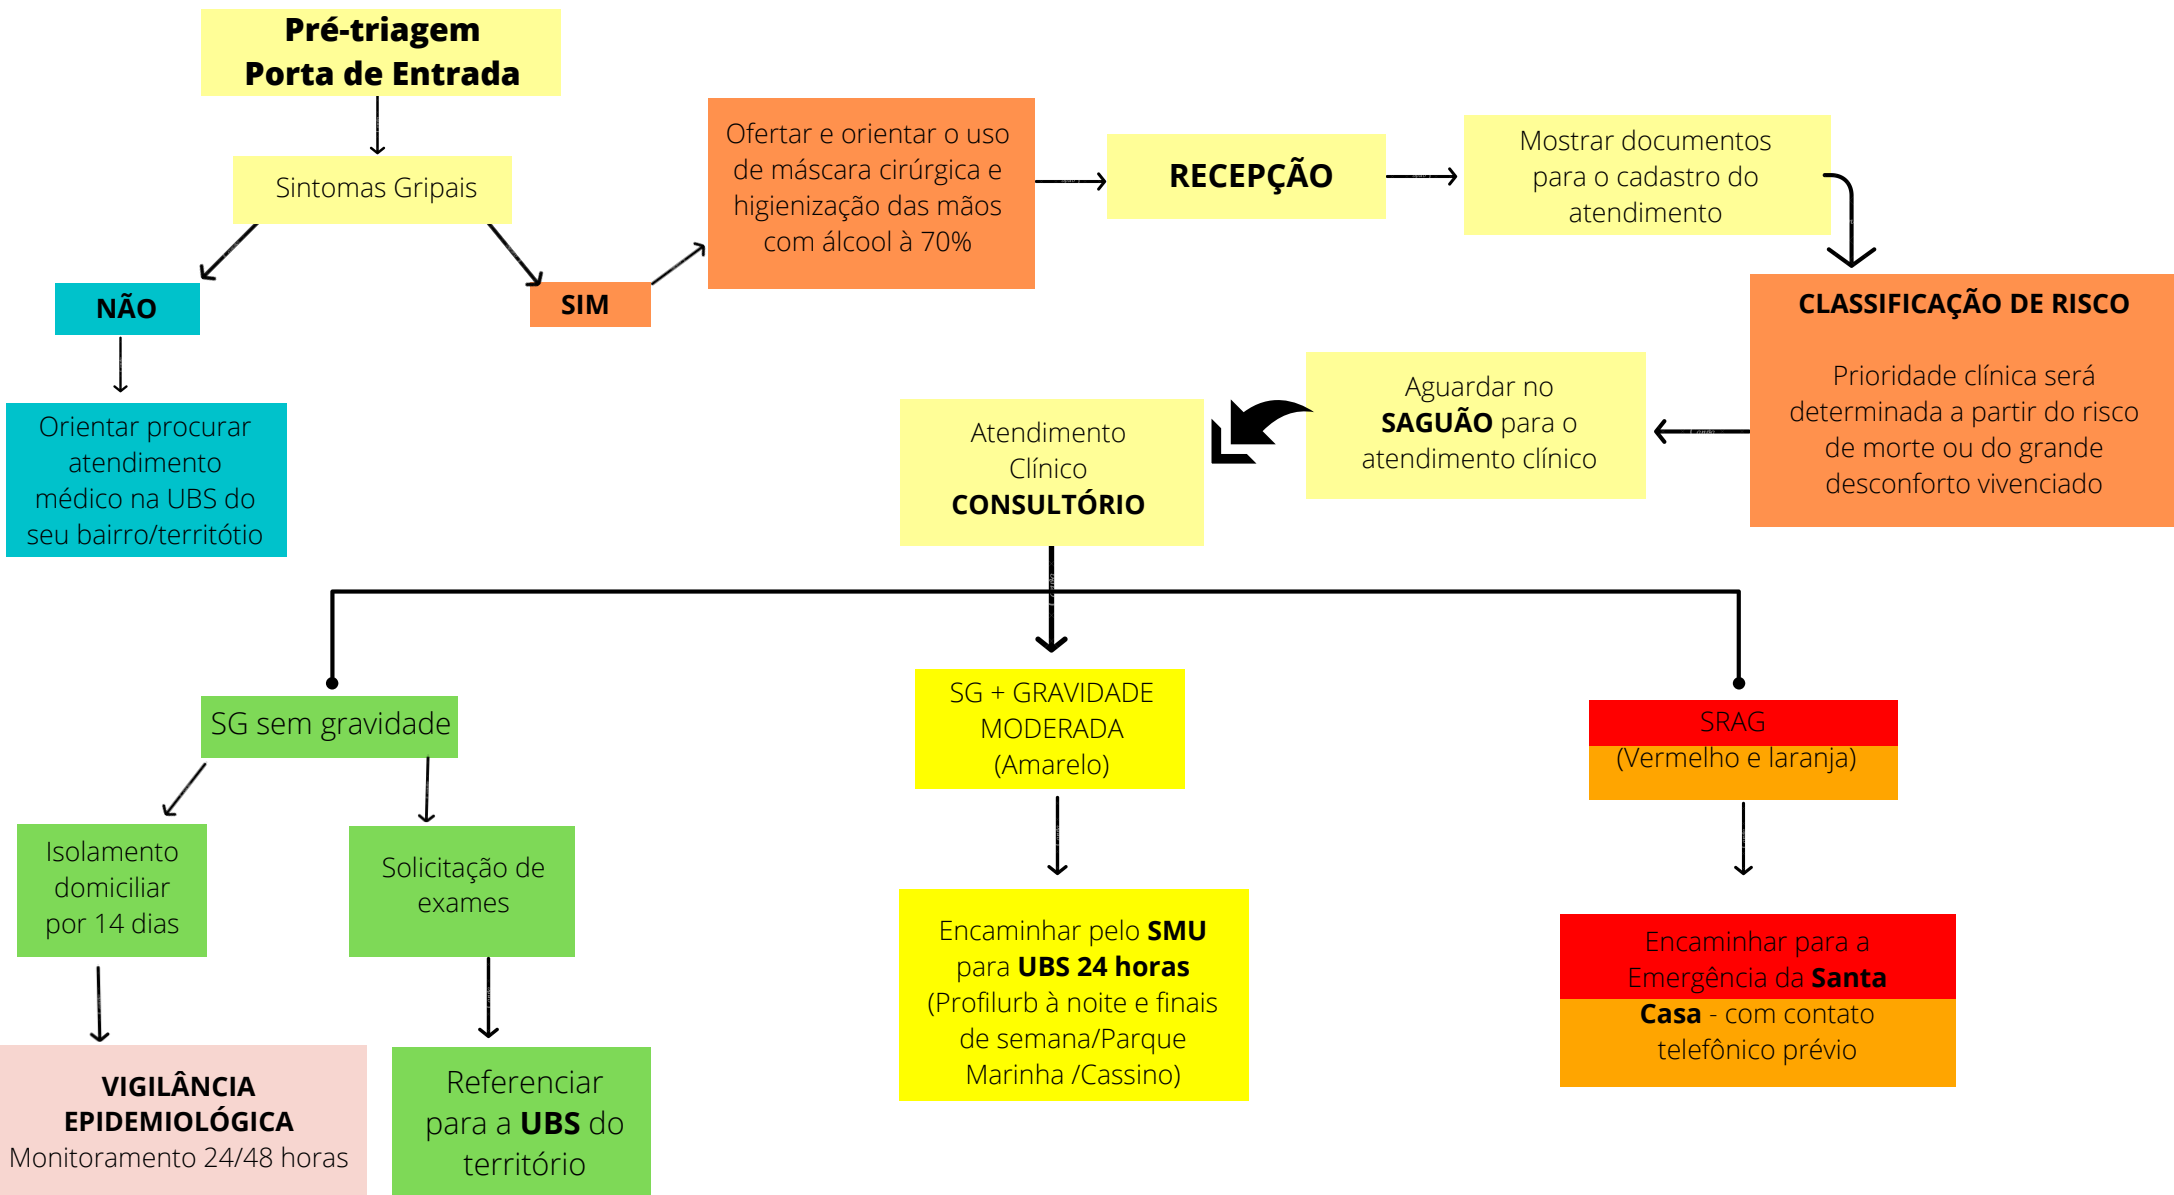 Pré-triagem
Porta de Entrada
Sintomas Gripais
NÃO
SIM
Orientar procurar
atendimento
médico na UBS do
seu bairro/territótio
Ofertar e orientar o uso
de máscara cirúrgica e
higienização das mãos
com álcool à 70%
RECEPÇÃO
Mostrar documentos
para o cadastro do
atendimento
CLASSIFICAÇÃO DE RISCO
Prioridade clínica será
determinada a partir do risco
de morte ou do grande
desconforto vivenciado
Aguardar no
SAGUÃO para o
atendimento clínico
Atendimento
Clínico
CONSULTÓRIO
SG sem gravidade
Isolamento
domiciliar
por 14 dias
Solicitação de
exames
VIGILÂNCIA
EPIDEMIOLÓGICA
Monitoramento 24/48 horas
Referenciar
para a UBS do
território
SG + GRAVIDADE
MODERADA
(Amarelo)
Encaminhar pelo SMU
para UBS 24 horas
(Profilurb à noite e finais
de semana/Parque
Marinha /Cassino)
SRAG
(Vermelho e laranja)
Encaminhar para a
Emergência da Santa
Casa - com contato
telefônico prévio